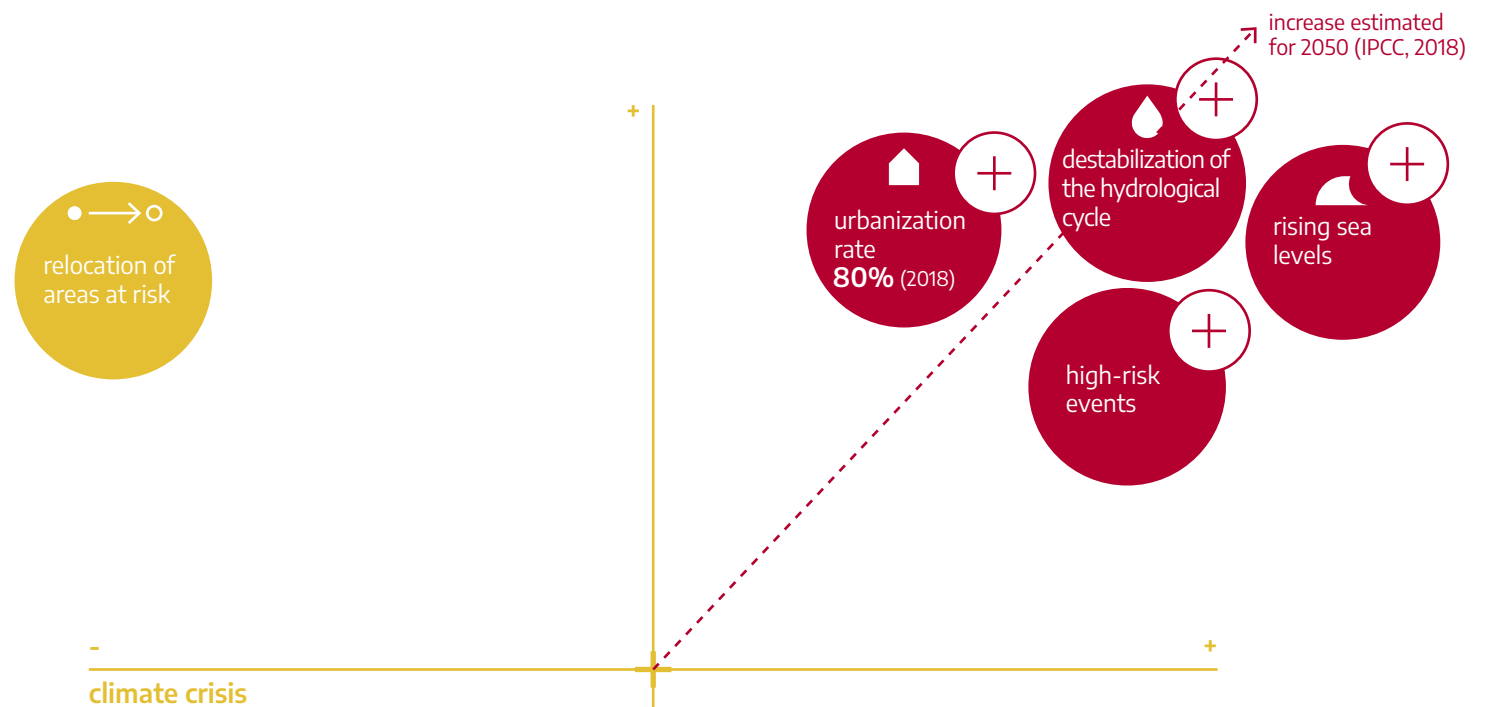 increase estimated
for 2050 (IPCC, 2018)
+
destabilization of
the hydrological
cycle
urbanization
rate
80% (2018)
rising sea
levels
relocation of
areas at risk
high-risk
events
-
+
climate crisis